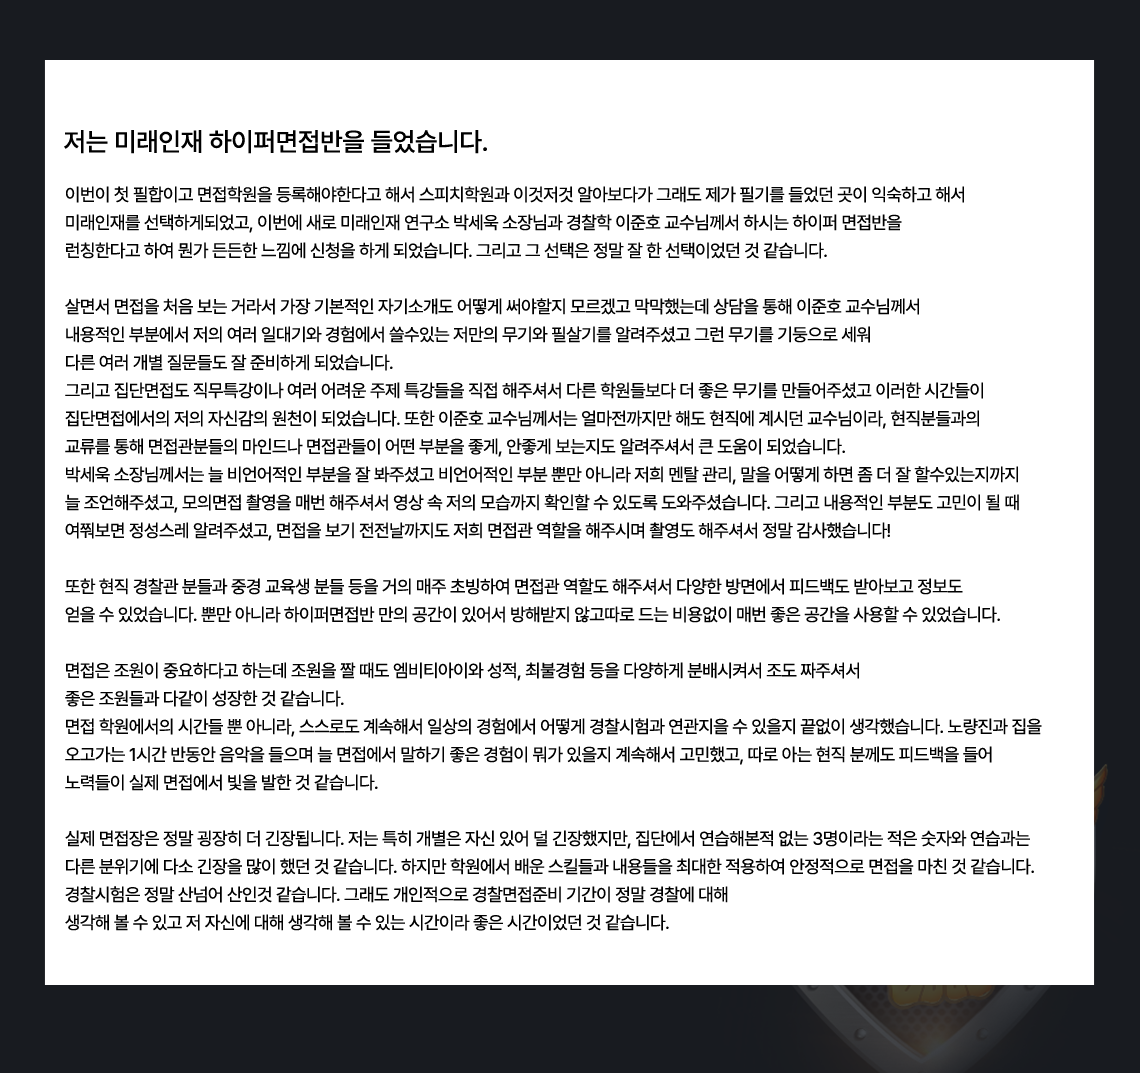 저는 미래인재 하이퍼면접반을 들었습니다.
이번이 첫 필합이고 면접학원을 등록해야한다고 해서 스피치학원과 이것저것 알아보다가 그래도 제가 필기를 들었던 곳이 익숙하고 해서
미래인재를 선택하게되었고, 이번에 새로 미래인재 연구소 박세욱 소장님과 경찰학 이준호 교수님께서 하시는 하이퍼 면접반을
런칭한다고 하여 뭔가 든든한 느낌에 신청을 하게 되었습니다. 그리고 그 선택은 정말 잘 한 선택이었던 것 같습니다.
살면서 면접을 처음 보는 거라서 가장 기본적인 자기소개도 어떻게 써야할지 모르겠고 막막했는데 상담을 통해 이준호 교수님께서
내용적인 부분에서 저의 여러 일대기와 경험에서 쓸수있는 저만의 무기와 필살기를 알려주셨고 그런 무기를 기둥으로 세워
다른 여러 개별 질문들도 잘 준비하게 되었습니다.
그리고 집단면접도 직무특강이나 여러 어려운 주제 특강들을 직접 해주셔서 다른 학원들보다 더 좋은 무기를 만들어주셨고 이러한 시간들이
집단면접에서의 저의 자신감의 원천이 되었습니다. 또한 이준호 교수님께서는 얼마전까지만 해도 현직에 계시던 교수님이라, 현직분들과의
교류를 통해 면접관분들의 마인드나 면접관들이 어떤 부분을 좋게, 안좋게 보는지도 알려주셔서 큰 도움이 되었습니다.
박세욱 소장님께서는 늘 비언어적인 부분을 잘 봐주셨고 비언어적인 부분 뿐만 아니라 저희 멘탈 관리, 말을 어떻게 하면 좀 더 잘 할수있는지까지
늘 조언해주셨고, 모의면접 촬영을 매번 해주셔서 영상 속 저의 모습까지 확인할 수 있도록 도와주셨습니다. 그리고 내용적인 부분도 고민이 될 때
여쭤보면 정성스레 알려주셨고, 면접을 보기 전전날까지도 저희 면접관 역할을 해주시며 촬영도 해주셔서 정말 감사했습니다!
또한 현직 경찰관 분들과 중경 교육생 분들 등을 거의 매주 초빙하여 면접관 역할도 해주셔서 다양한 방면에서 피드백도 받아보고 정보도
얻을 수 있었습니다. 뿐만 아니라 하이퍼면접반 만의 공간이 있어서 방해받지 않고따로 드는 비용없이 매번 좋은 공간을 사용할 수 있었습니다.
면접은 조원이 중요하다고 하는데 조원을 짤 때도 엠비티아이와 성적, 최불경험 등을 다양하게 분배시켜서 조도 짜주셔서
좋은 조원들과 다같이 성장한 것 같습니다.
면접 학원에서의 시간들 뿐 아니라, 스스로도 계속해서 일상의 경험에서 어떻게 경찰시험과 연관지을 수 있을지 끝없이 생각했습니다. 노량진과 집을
오고가는 1시간 반동안 음악을 들으며 늘 면접에서 말하기 좋은 경험이 뭐가 있을지 계속해서 고민했고, 따로 아는 현직 분께도 피드백을 들어
노력들이 실제 면접에서 빛을 발한 것 같습니다.
실제 면접장은 정말 굉장히 더 긴장됩니다. 저는 특히 개별은 자신 있어 덜 긴장했지만, 집단에서 연습해본적 없는 3명이라는 적은 숫자와 연습과는
다른 분위기에 다소 긴장을 많이 했던 것 같습니다. 하지만 학원에서 배운 스킬들과 내용들을 최대한 적용하여 안정적으로 면접을 마친 것 같습니다.
경찰시험은 정말 산넘어 산인것 같습니다. 그래도 개인적으로 경찰면접준비 기간이 정말 경찰에 대해
생각해 볼 수 있고 저 자신에 대해 생각해 볼 수 있는 시간이라 좋은 시간이었던 것 같습니다.